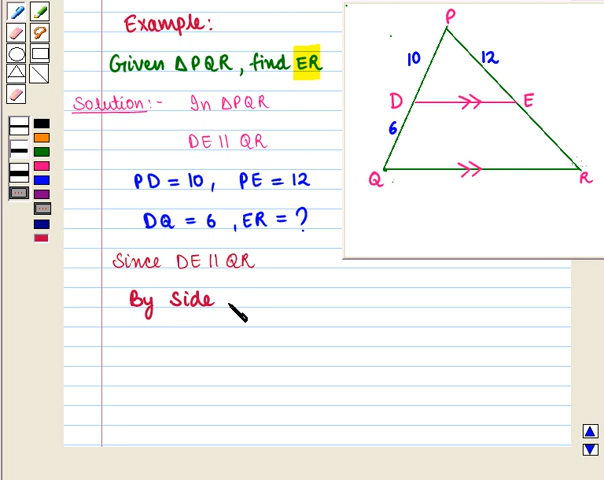 Example:
Given ΔPQR, find ER
Solution:- In ΔPQR
DE || QR
PD = 10, PE = 12
DQ = 6, ER = ?
Since DE || QR
By Side
P
10
12
D
E
6
Q
R